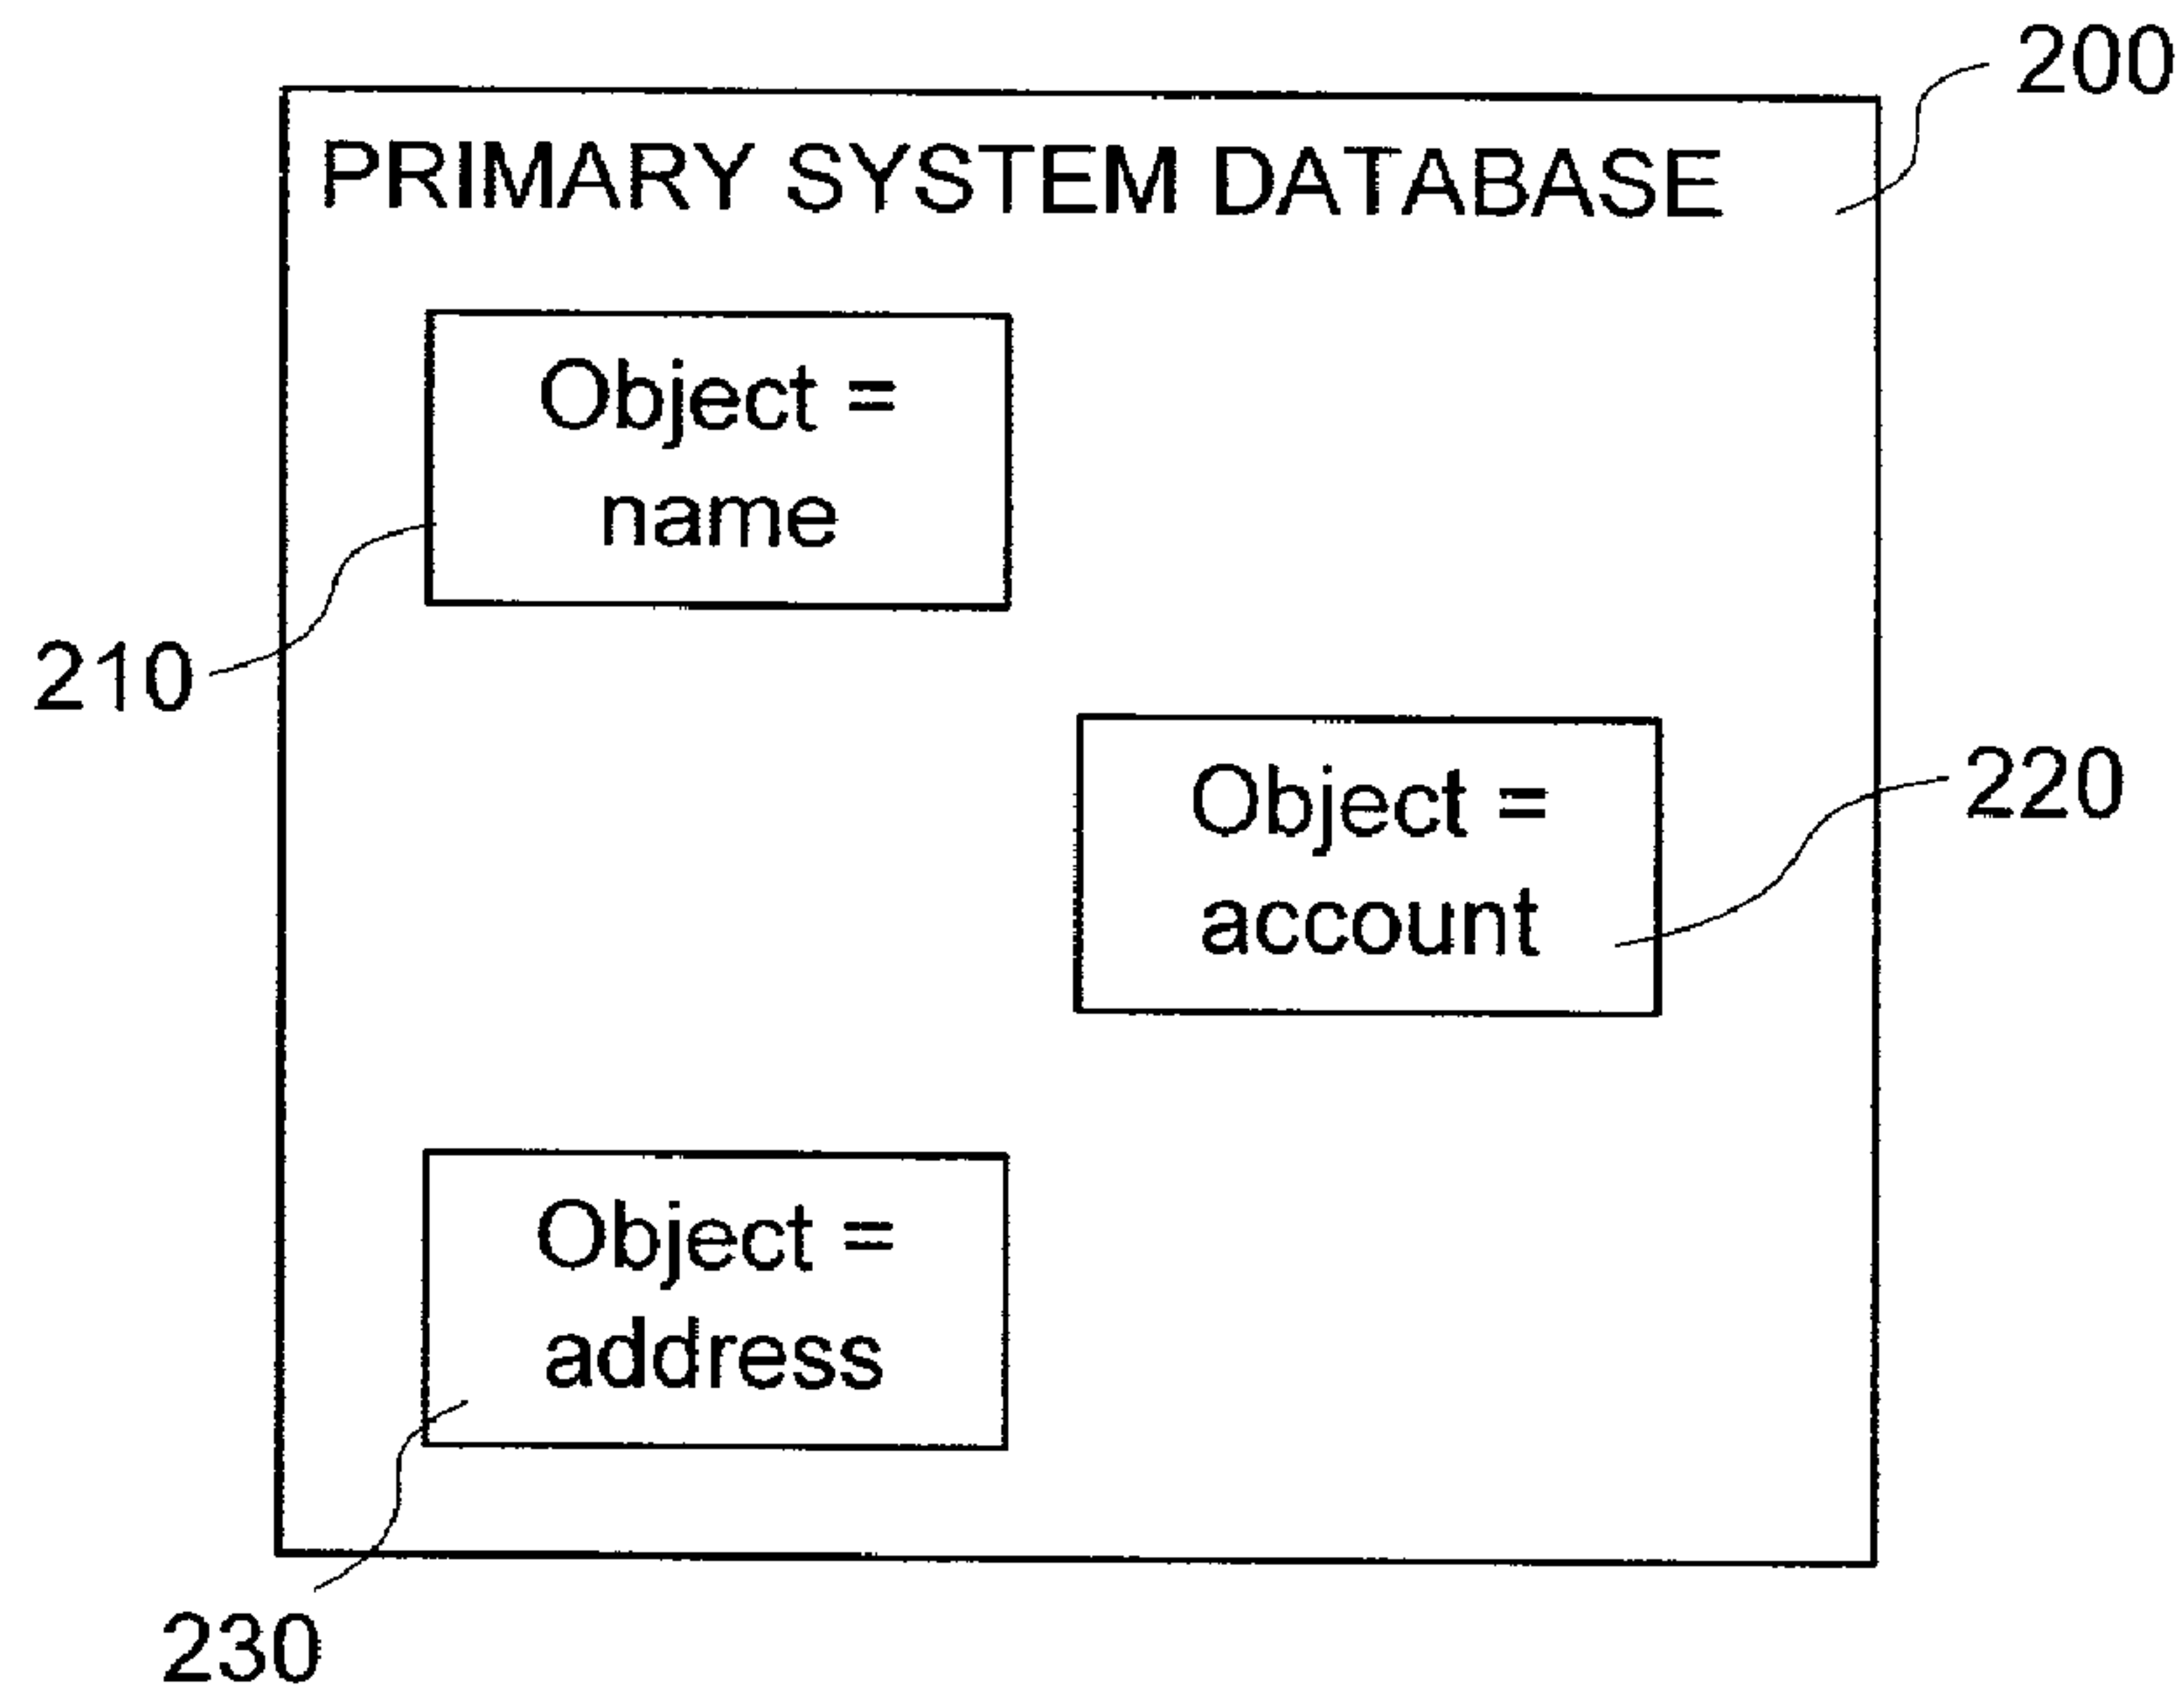 200
PRIMARY SYSTEM DATABASE
Object =
name
210
Object =
account
220
Object =
address
230